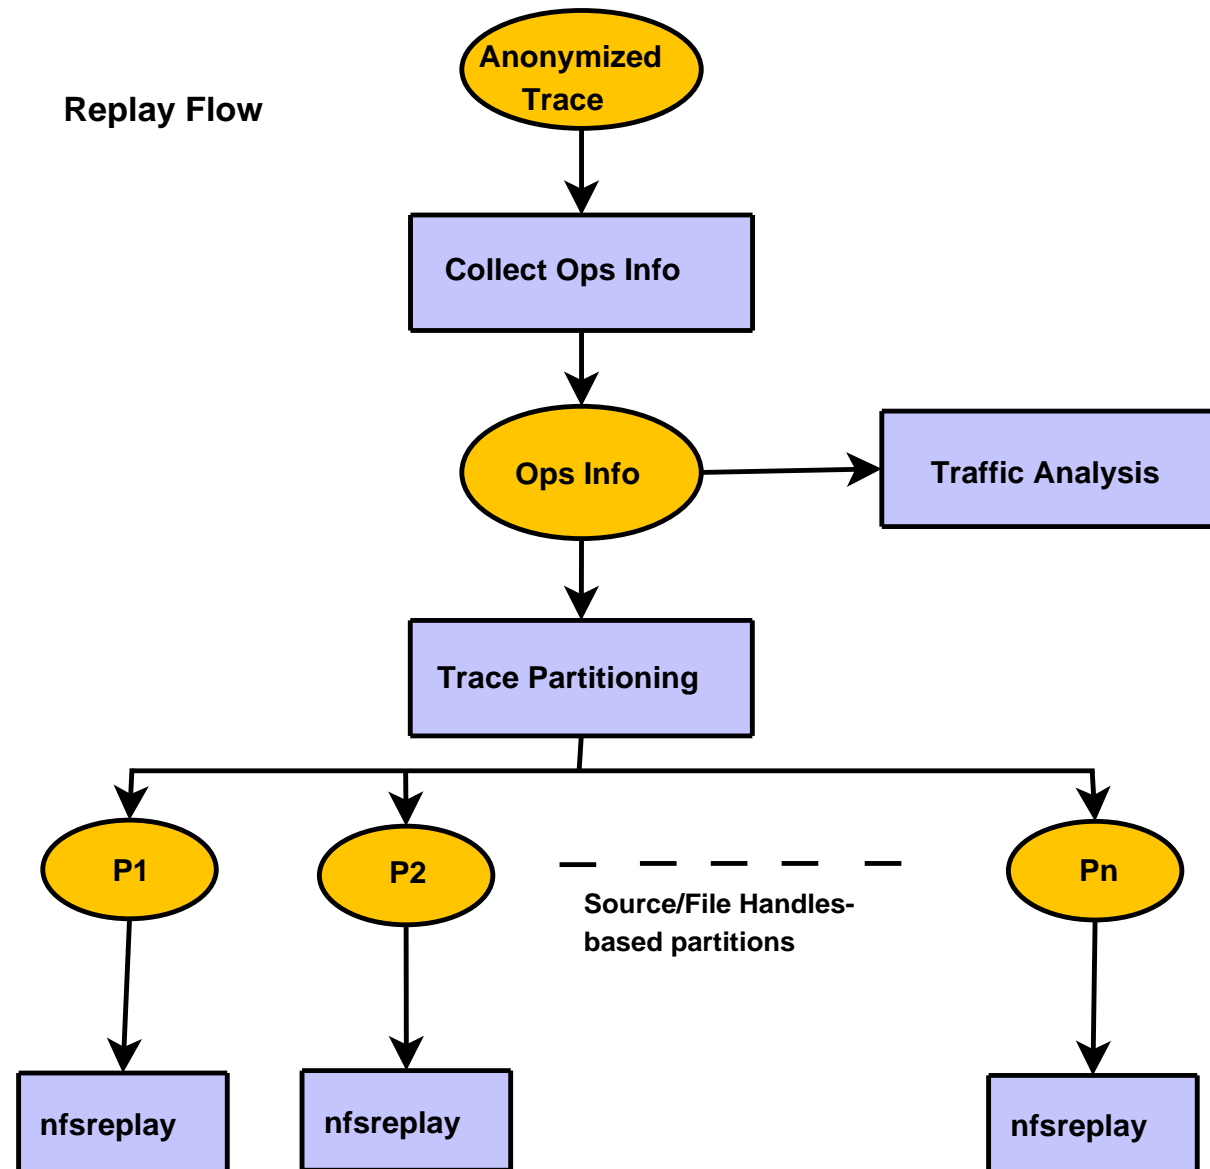 Anonymized
Trace
Replay Flow
Collect Ops Info
Ops Info
Traffic Analysis
Trace Partitioning
P1
P2
Pn
Source/File Handles-
based partitions
nfsreplay
nfsreplay
nfsreplay